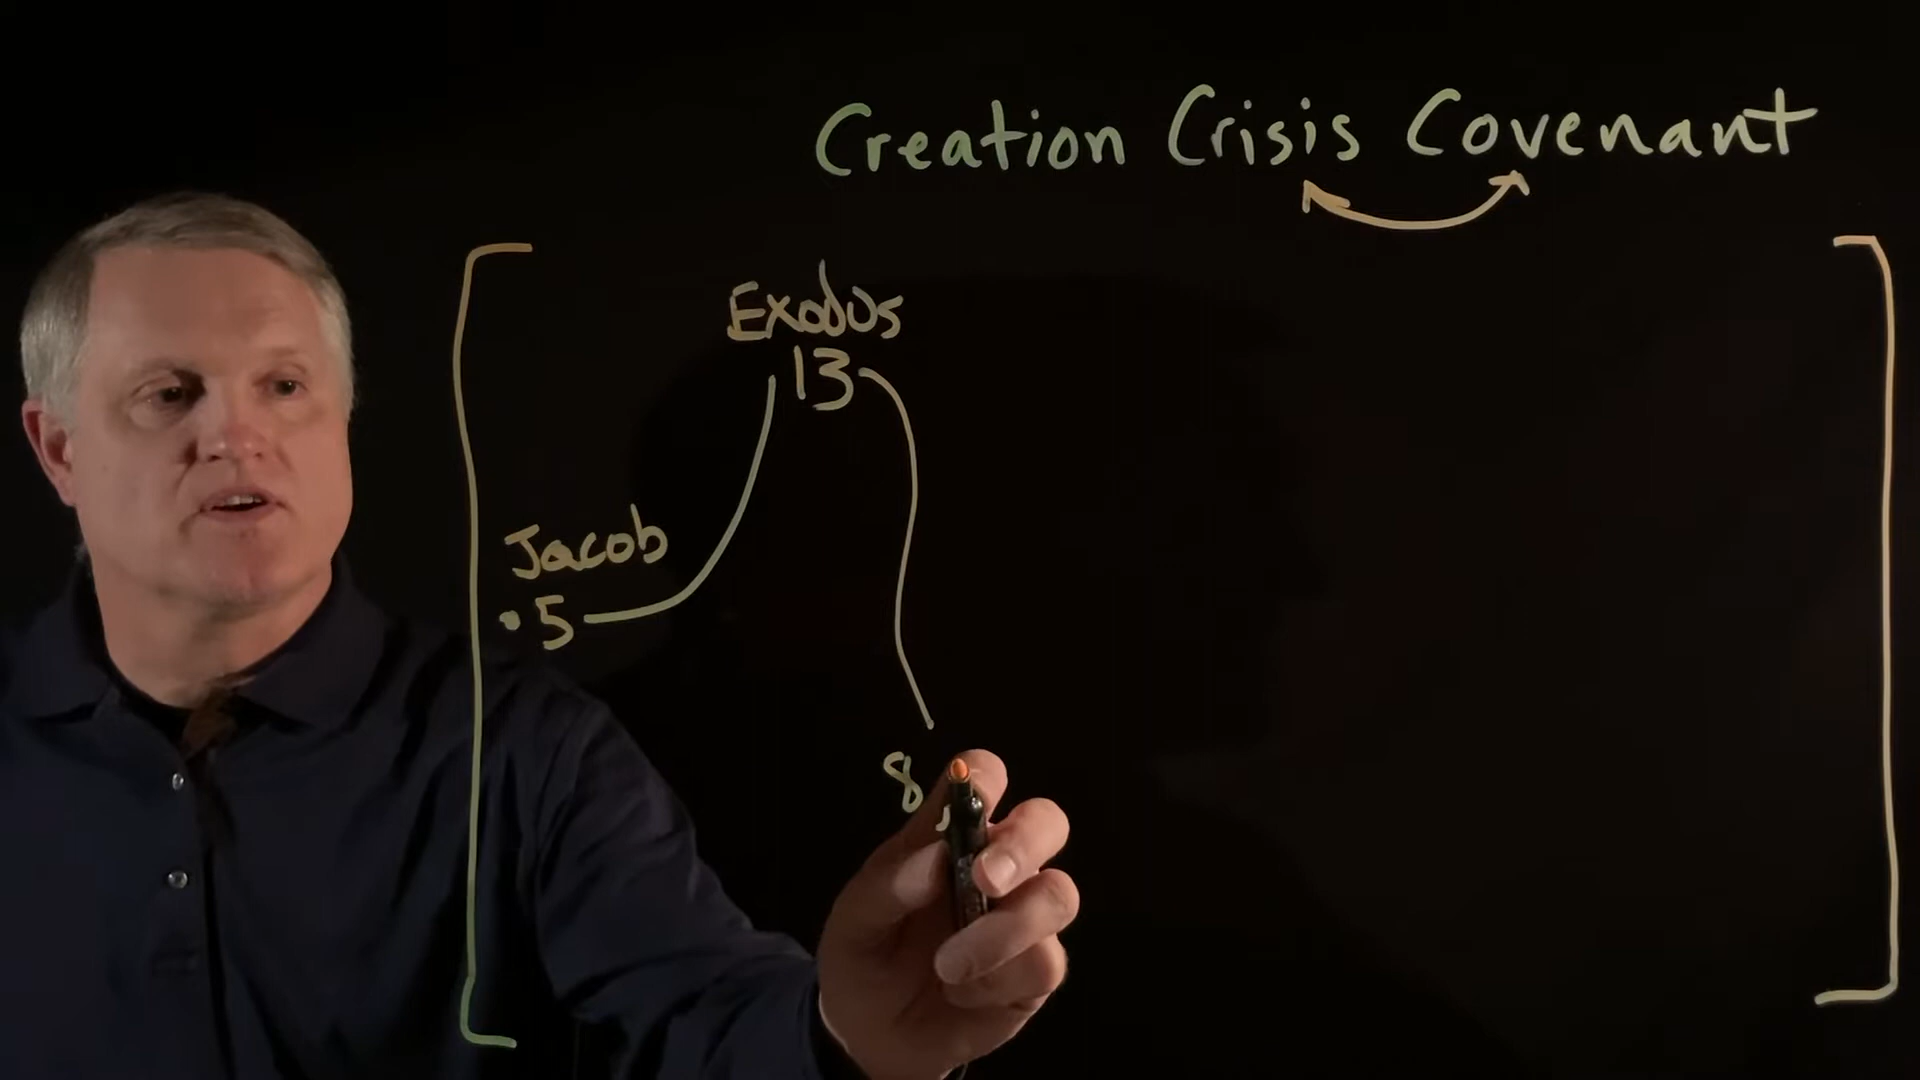 Creation Crisis Covenant
Exodus
13
Jacob
• 5
8,